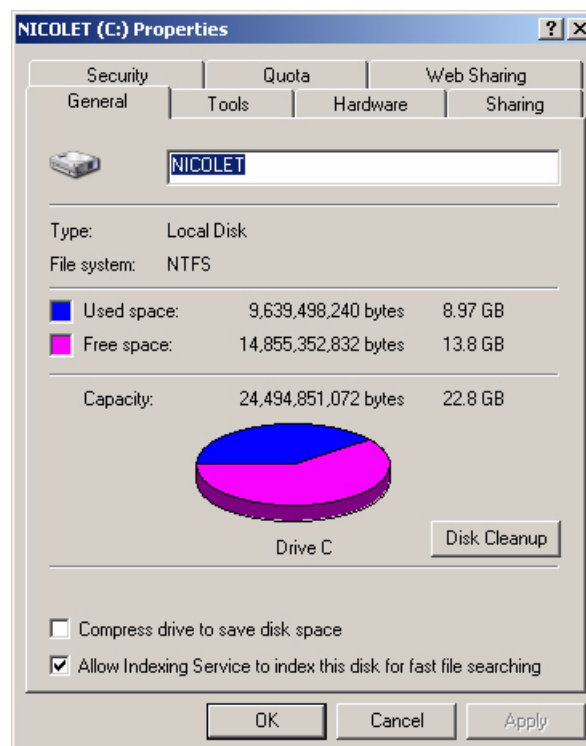 NICOLET (C:) Properties
Security Quota Web Sharing
General Tools Hardware Sharing
NICOLET
Type: Local Disk
File system: NTFS
Used space: 9,639,498,240 bytes 8.97 GB
Free space: 14,855,352,832 bytes 13.8 GB
Capacity: 24,494,851,072 bytes 22.8 GB
Drive C
Disk Cleanup
Compress drive to save disk space
Allow Indexing Service to index this disk for fast file searching
OK Cancel Apply